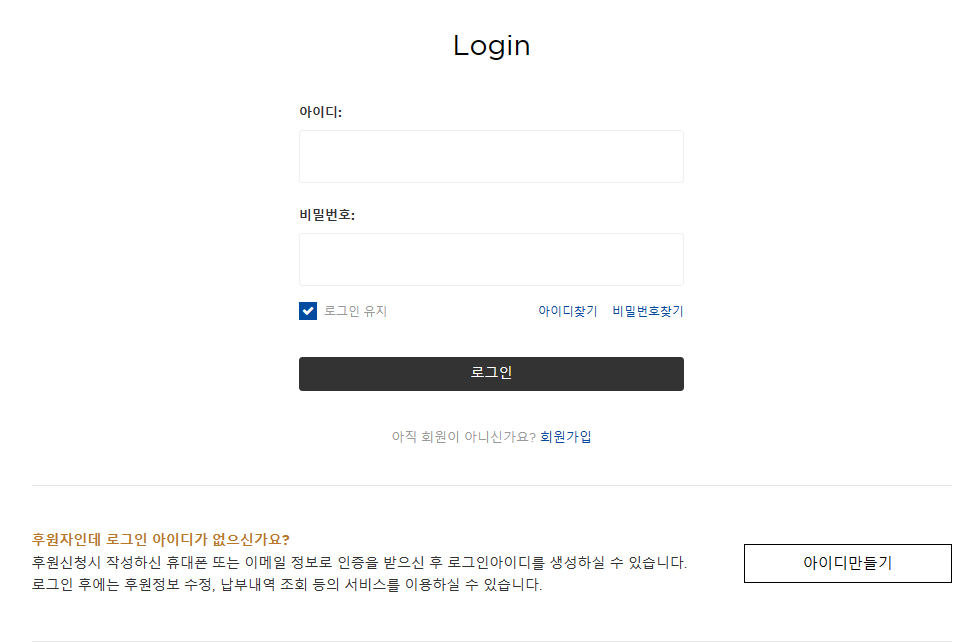 Login
아이디:
비밀번호:
로그인 유지 아이디찾기 비밀번호찾기
로그인
아직 회원이 아니신가요? 회원가입
후원자인데 로그인 아이디가 없으신가요?
후원신청시 작성하신 휴대폰 또는 이메일 정보로 인증을 받으신 후 로그인아이디를 생성하실 수 있습니다.
로그인 후에는 후원정보 수정, 납부내역 조회 등의 서비스를 이용하실 수 있습니다.
아이디만들기